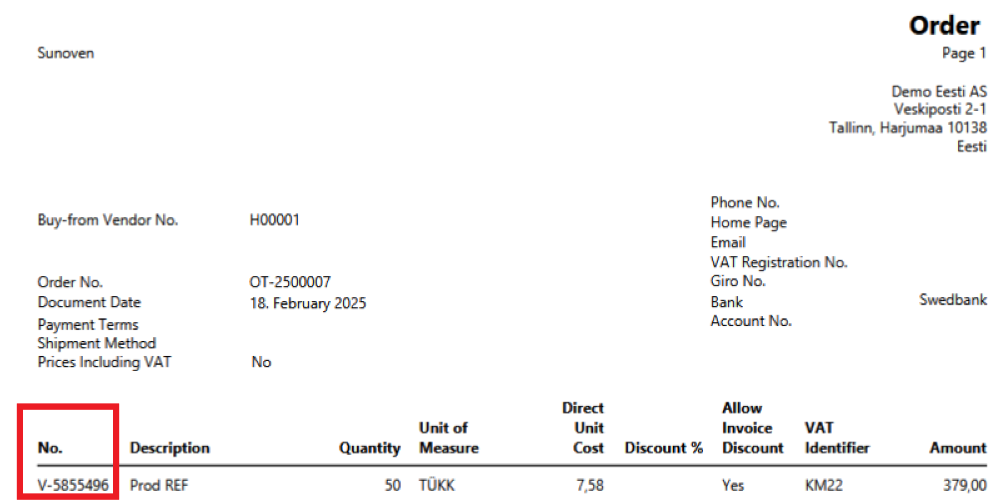 Order
Sunoven
Page 1
Demo Eesti AS
Veskiposti 2-1
Tallinn, Harjumaa 10138
Eesti
Buy-from Vendor No. H00001
Order No. OT-2500007
Document Date 18. February 2025
Payment Terms
Shipment Method
Prices Including VAT No
Phone No.
Home Page
Email
VAT Registration No.
Giro No.
Bank Swedbank
Account No.
No. Description Quantity Unit of Measure Direct Unit Cost Discount % Allow Invoice Discount VAT Identifier Amount
V-5855496 Prod REF 50 TÜKK 7,58 Yes KM22 379,00